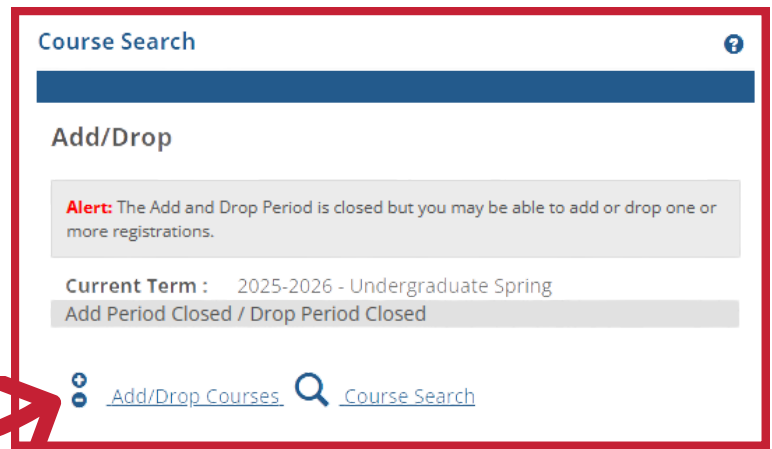 Course Search
Add/Drop
Alert: The Add and Drop Period is closed but you may be able to add or drop one or
more registrations.
Current Term : 2025-2026 - Undergraduate Spring
Add Period Closed / Drop Period Closed
Add/Drop Courses Course Search